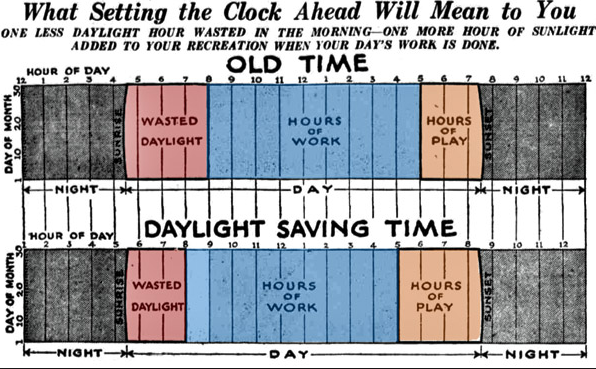 What Setting the Clock Ahead Will Mean to You
ONE LESS DAYLIGHT HOUR WASTED IN THE MORNING—ONE MORE HOUR OF SUNLIGHT
ADDED TO YOUR RECREATION WHEN YOUR DAY'S WORK IS DONE.
OLD TIME
HOUR OF DAY
12 1 2 3 4 5 6 7 8 9 10 11 12 1 2 3 4 5 6 7 8 9 10 11 12
DAY OF MONTH
30
20
10
1
SUNRISE
WASTED
DAYLIGHT
HOURS
OF
WORK
HOURS
OF
PLAY
SUNSET
NIGHT
DAY
NIGHT
DAYLIGHT SAVING TIME
HOUR OF DAY
1 2 3 4 5 6 7 8 9 10 11 12 1 2 3 4 5 6 7 8 9 10 11 12
DAY OF MONTH
30
20
10
1
SUNRISE
WASTED
DAYLIGHT
HOURS
OF
WORK
HOURS
OF
PLAY
SUNSET
NIGHT
DAY
NIGHT